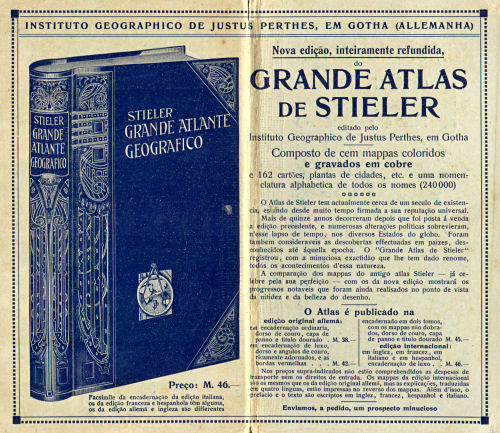 INSTITUTO GEOGRAPHICO DE JUSTUS PERTHES, EM GOTHA (ALLEMANHA)
STIELER
GRANDE
ATLANTE
GEOGRAFICO
STIELER
GRANDE ATLANTE
GEOGRAFICO
Preço: M. 46.—
Facsimile da encadernação da edição italiana,
os da edição franceza e hespanhola têm alguma,
os da edição allemã e ingleza são differentes
Nova edição, inteiramente refundida,
do
GRANDE ATLAS
DE STIELER
editado pelo
Instituto Geographico de Justus Perthes, em Gotha
Composto de cem mappas coloridos
e gravados em cobre
e 162 cartões, plantas de cidades, etc. e uma nomen-
clatura alphabetica de todos os nomes (240000)
O Atlas de Stieler tem actualmente cerca de um seculo de existen-
cia, estando desde muito tempo firmada a sua reputação universal.
Mais de quinze annos decorreram depois que foi posta á venda
a edição precedente, e numerosas alterações politicas sobrevieram,
n'esse lapso de tempo, nos diversos Estados do globo. Foram
tambem consideraveis as descobertas effectuadas em paizes, des-
conhecidos até áquella época. O "Grande Atlas de Stieler"
registrou, com a minuciosa exactidão que lhe tem dado renome,
todos os acontecimentos d'essa natureza.
A comparação dos mappas do antigo atlas Stieler — já ce-
lebre pela sua perfeição — com os da nova edição mostrará os
progressos notaveis que foram ainda realisados no ponto de vista
da nitidez e da belleza do desenho.
O Atlas é publicado na
edição original allemã:
encadernação ordinaria,
dorso de couro, capa de
panno e titulo dourado . M. 38.—
em encadernação de luxo,
dorso e angulos de couro,
ricamente adornados, e as
bordas vermelhas . . M. 42.—
encadernado em dois tomos,
com os mappas não dobra-
dos, dorso de couro, capa
de panno e titulo dourado M. 45.—
edição internacional:
em inglez, em francez, em
italiano e em hespanhol,
encadernação de luxo . M. 46.—
Nos preços supra-indicados não estão comprehendidas as despezas de
transporte nem os direitos de entrada. Os mappas da edição internacional
são os mesmos que os da edição original allemã, mas as explicações, traduzidas
em quatro linguas, estão impressas no reverso dos mappas. Além d'isso, o
prefacio e o texto são escriptos em inglez, francez, hespanhol e italiano.
Enviamos, a pedido, um prospecto minucioso